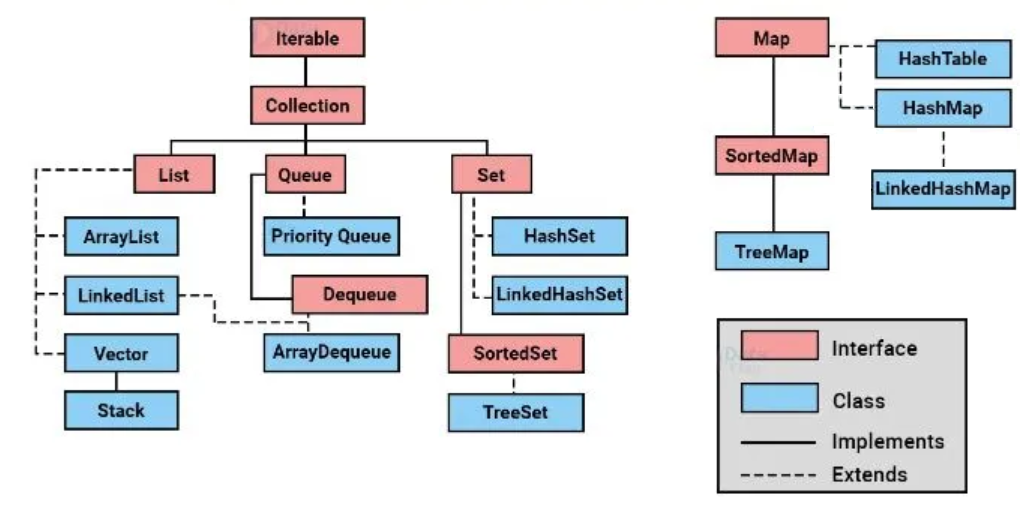 Iterable
Collection
List
Queue
Set
ArrayList
Priority Queue
HashSet
LinkedList
Dequeue
LinkedHashSet
Vector
ArrayDequeue
SortedSet
Stack
TreeSet
Map
HashTable
HashMap
SortedMap
LinkedHashMap
TreeMap
Interface
Class
Implements
Extends